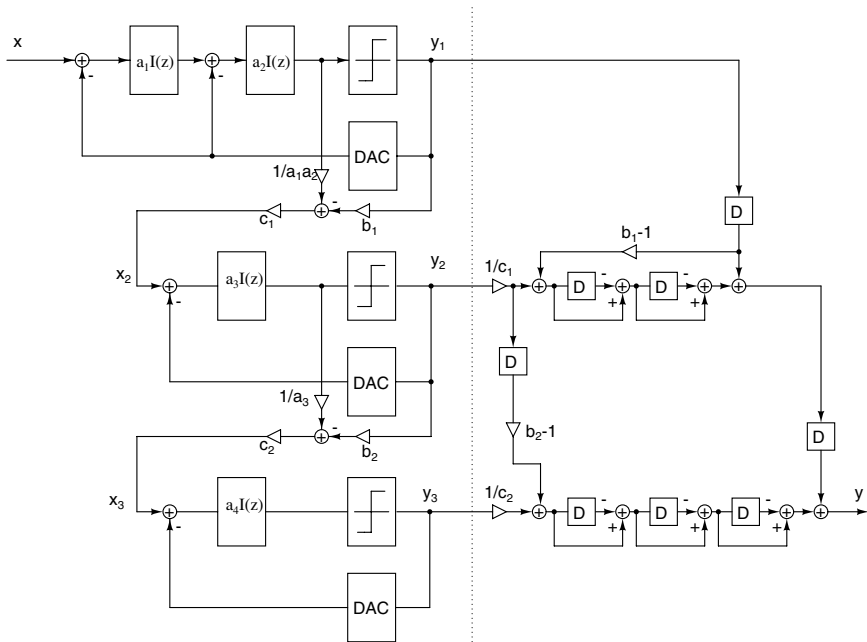 x
-
a₁I(z)
-
a₂I(z)
y₁
DAC
1/a₁a₂
-
c₁
b₁
D
b₁-1
x₂
-
a₃I(z)
y₂
1/c₁
D
-
+
D
-
+
DAC
D
1/a₃
-
c₂
b₂
b₂-1
D
x₃
-
a₄I(z)
y₃
1/c₂
D
-
+
D
-
+
D
-
+
y
DAC